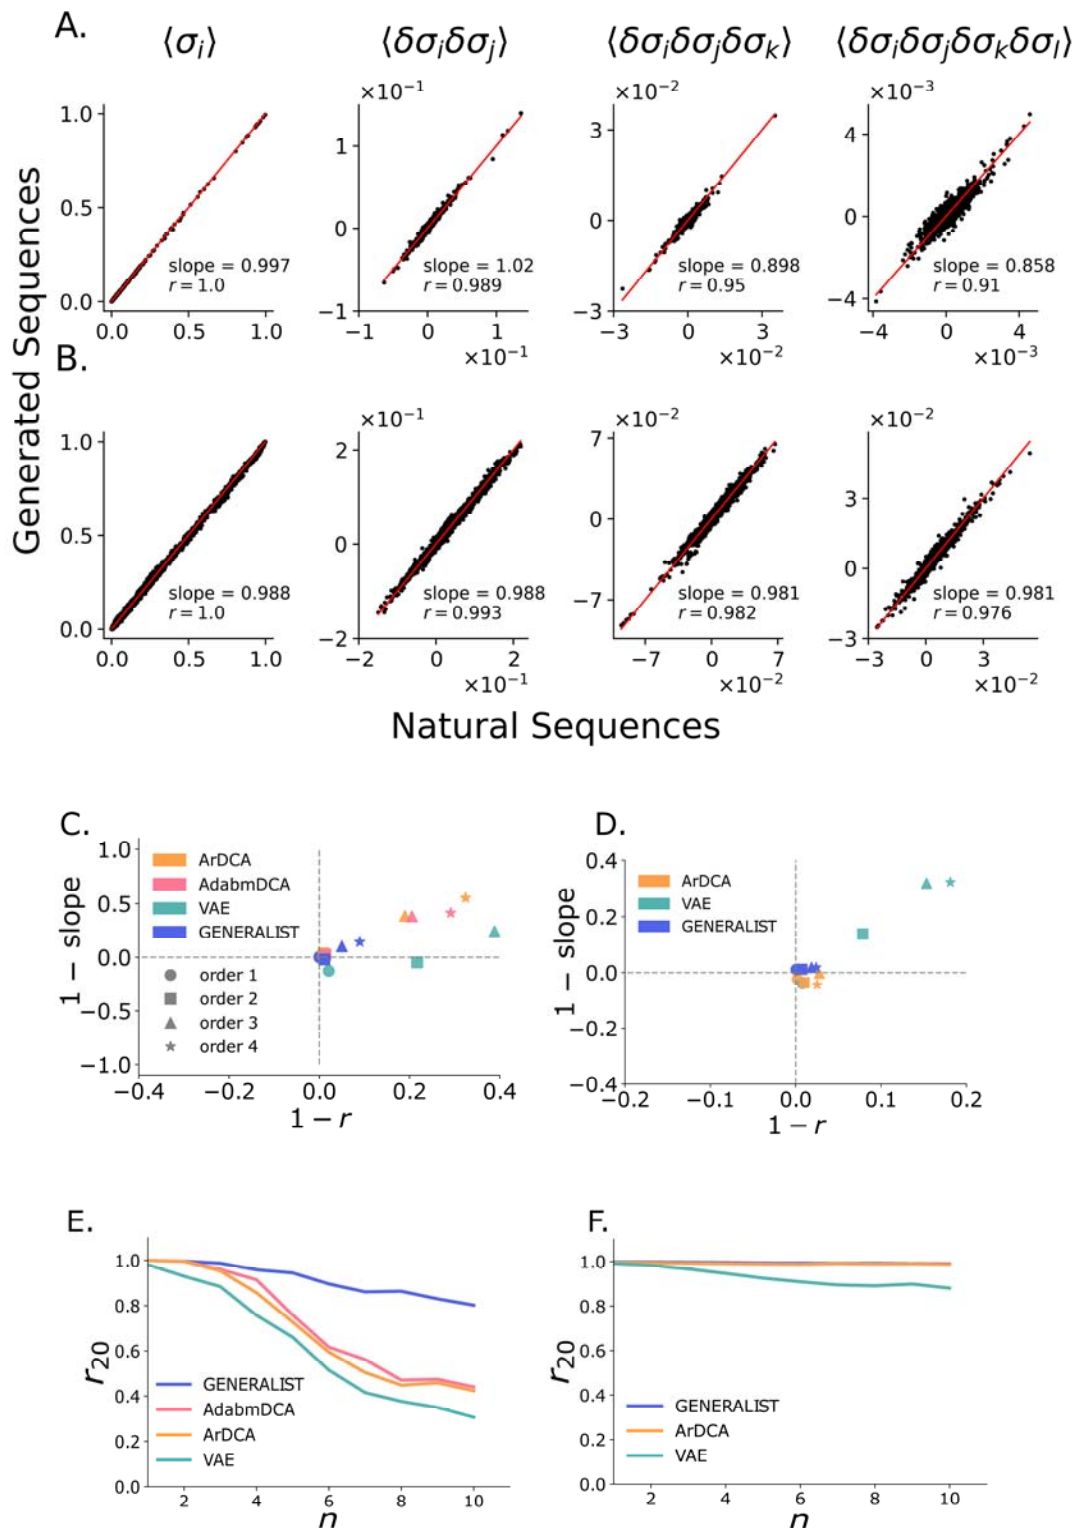 A.
⟨σi⟩ ⟨δσiδσj⟩ ⟨δσiδσjδσk⟩ ⟨δσiδσjδσkδσl⟩
Generated Sequences
×10−1 ×10−2 ×10−3
1.0 0.5 0.0
slope = 0.997
r = 1.0
0.0 0.5 1.0
1 0 −1
slope = 1.02
r = 0.989
−1 0 1
×10−1
3 0 −3
slope = 0.898
r = 0.95
−3 0 3
×10−2
4 0 −4
slope = 0.858
r = 0.91
−4 0 4
×10−3
B.
×10−1 ×10−2 ×10−2
1.0 0.5 0.0
slope = 0.988
r = 1.0
0.0 0.5 1.0
2 0 −2
slope = 0.988
r = 0.993
−2 0 2
×10−1
7 0 −7
slope = 0.981
r = 0.982
−7 0 7
×10−2
3 0 −3
slope = 0.981
r = 0.976
−3 0 3
×10−2
Natural Sequences
C.
1 − slope
1.0 0.5 0.0 −0.5 −1.0
ArDCA
AdabmDCA
VAE
GENERALIST
order 1
order 2
order 3
order 4
−0.4 −0.2 0.0 0.2 0.4
1 − r
D.
1 − slope
0.4 0.2 0.0 −0.2 −0.4
ArDCA
VAE
GENERALIST
−0.2 −0.1 0.0 0.1 0.2
1 − r
E.
r20
1.0 0.8 0.6 0.4 0.2 0.0
GENERALIST
AdabmDCA
ArDCA
VAE
2 4 6 8 10
n
F.
r20
1.0 0.8 0.6 0.4 0.2 0.0
GENERALIST
ArDCA
VAE
2 4 6 8 10
n